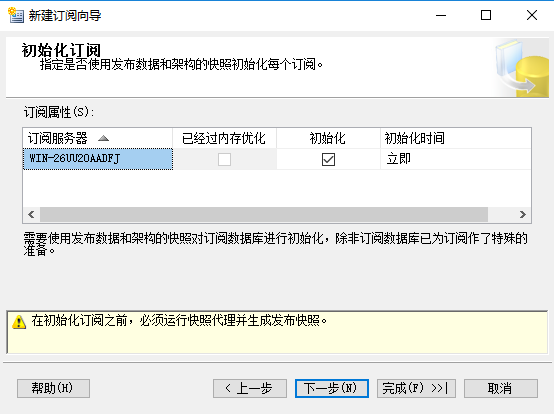 新建订阅向导
初始化订阅
指定是否使用发布数据和架构的快照初始化每个订阅。
订阅属性(S):
订阅服务器 已经过内存优化 初始化 初始化时间
WIN-26UU2OAADFJ 立即
需要使用发布数据和架构的快照对订阅数据库进行初始化，除非订阅数据库已为订阅作了特殊的
准备。
在初始化订阅之前，必须运行快照代理并生成发布快照。
帮助(H) < 上一步 下一步(N) 完成(F) >>| 取消